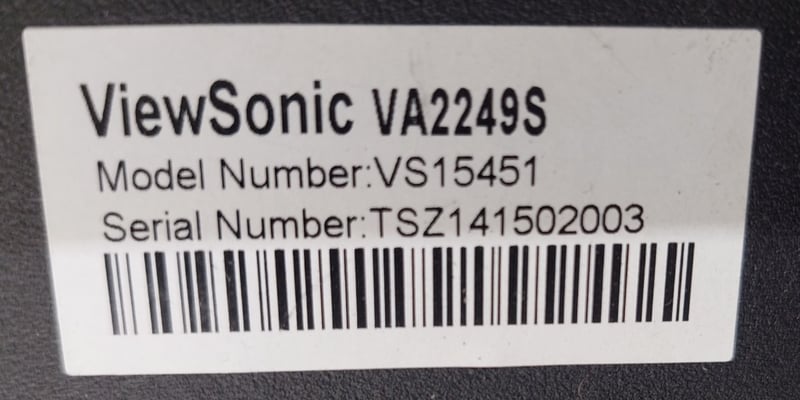 ViewSonic VA2249S
Model Number:VS15451
Serial Number:TSZ141502003